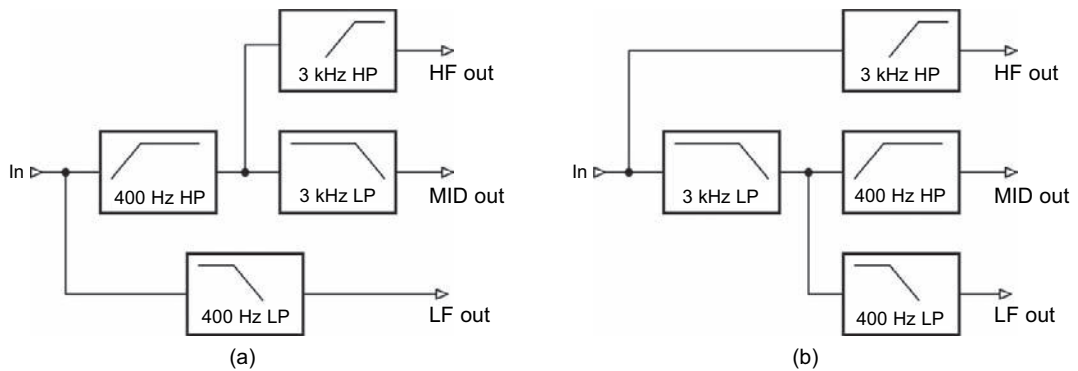 3 kHz HP
HF out
In
400 Hz HP
3 kHz LP
MID out
400 Hz LP
LF out
(a)
3 kHz HP
HF out
In
3 kHz LP
400 Hz HP
MID out
400 Hz LP
LF out
(b)